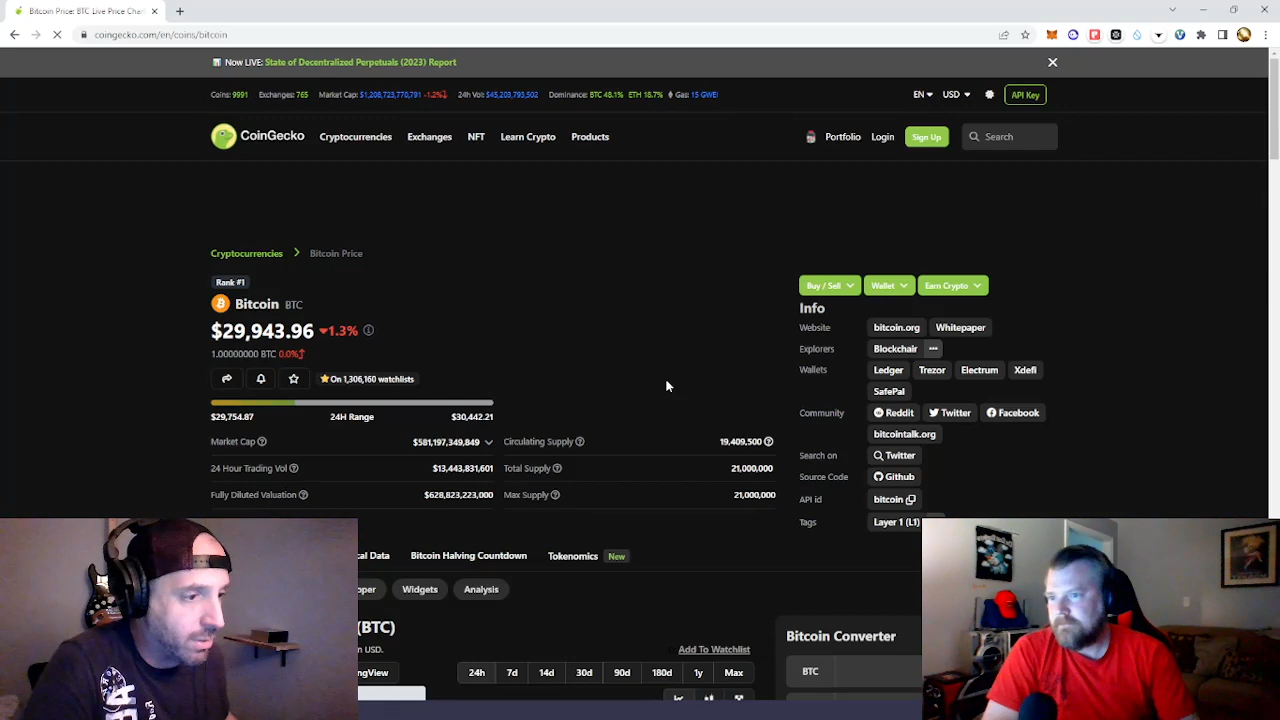 Bitcoin Price: BTC Live Price Char
coingecko.com/en/coins/bitcoin
Now LIVE: State of Decentralized Perpetuals (2023) Report
Coins: 9991 Exchanges: 765 Market Cap: $1,208,723,770,791 -1.2% 24h Vol: $45,203,793,502 Dominance: BTC 48.1% ETH 18.7% Gas: 15 GWEI
EN USD API Key
CoinGecko Cryptocurrencies Exchanges NFT Learn Crypto Products Portfolio Login Sign Up Search
Cryptocurrencies > Bitcoin Price
Rank #1
Bitcoin BTC
$29,943.96 1.3%
1.00000000 BTC 0.0%
On 1,306,160 watchlists
$29,754.87 24H Range $30,442.21
Market Cap $581,197,349,849
24 Hour Trading Vol $13,443,831,601
Fully Diluted Valuation $628,823,223,000
Circulating Supply 19,409,500
Total Supply 21,000,000
Max Supply 21,000,000
Buy / Sell Wallet Earn Crypto
Info
Website bitcoin.org Whitepaper
Explorers Blockchain ...
Wallets Ledger Trezor Electrum Xdefi
SafePal
Community Reddit Twitter Facebook
bitcointalk.org
Search on Twitter
Source Code Github
API id bitcoin
Tags Layer 1 (L1)
cal Data Bitcoin Halving Countdown Tokenomics New
oper Widgets Analysis
(BTC)
n USD. Add To Watchlist
ngView 24h 7d 14d 30d 90d 180d 1y Max
Bitcoin Converter
BTC